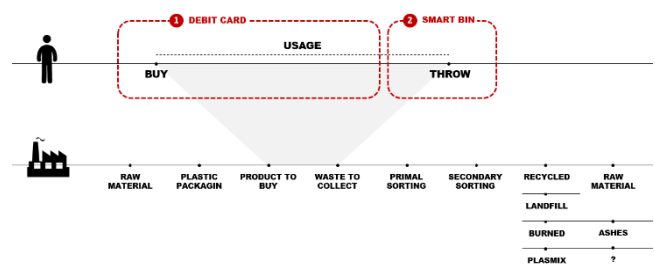 1 DEBIT CARD
2 SMART BIN
USAGE
BUY
THROW
RAW
MATERIAL
PLASTIC
PACKAGIN
PRODUCT TO
BUY
WASTE TO
COLLECT
PRIMAL
SORTING
SECONDARY
SORTING
RECYCLED
RAW
MATERIAL
LANDFILL
BURNED
ASHES
PLASMIX
?